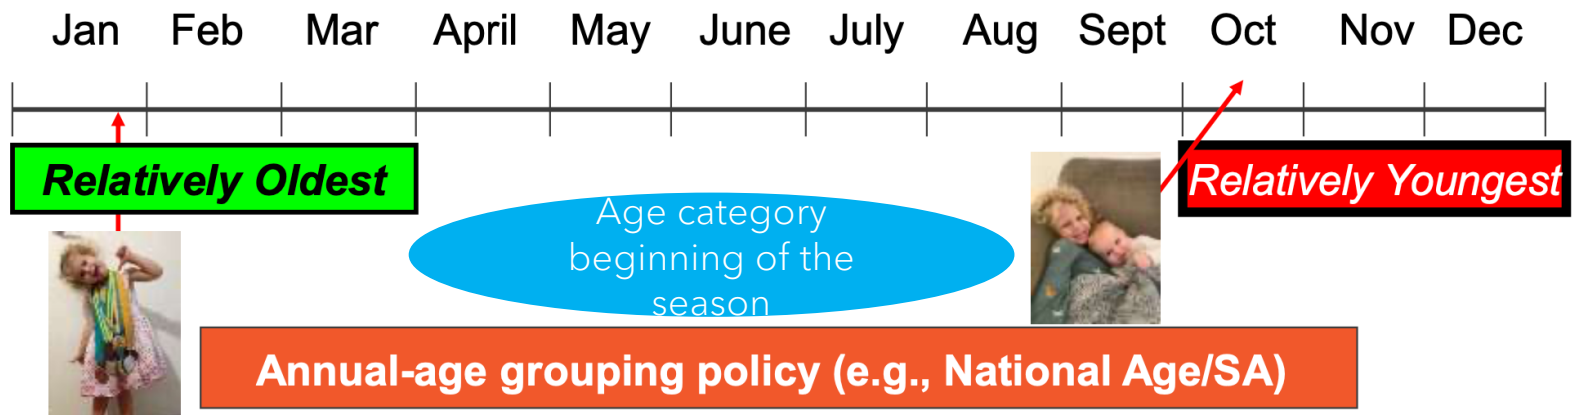 Jan Feb Mar April May June July Aug Sept Oct Nov Dec
Relatively Oldest
Relatively Youngest
Age category
beginning of the
season
Annual-age grouping policy (e.g., National Age/SA)